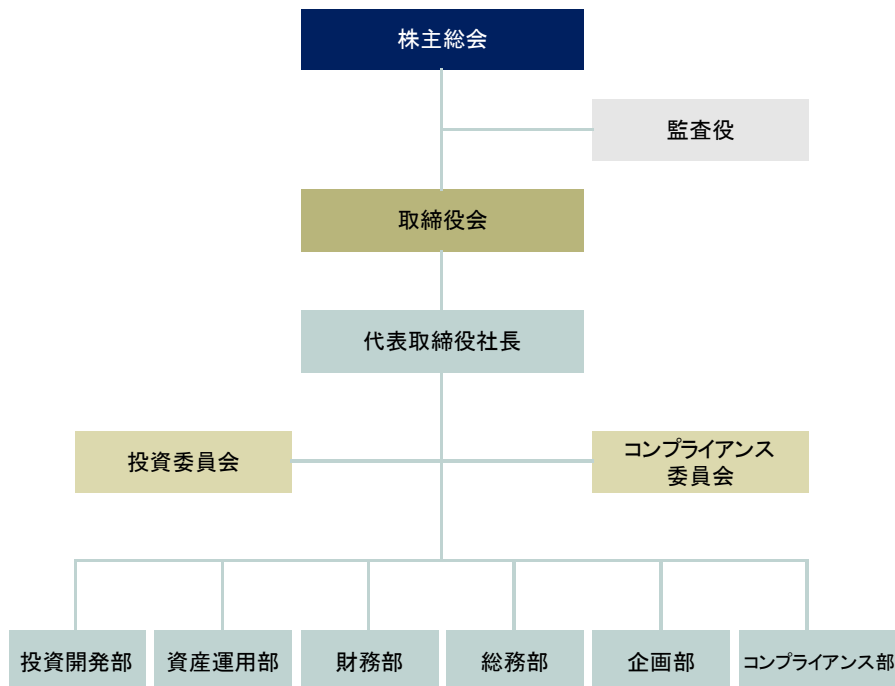 株主総会
監査役
取締役会
代表取締役社長
投資委員会
コンプライアンス
委員会
投資開発部
資産運用部
財務部
総務部
企画部
コンプライアンス部